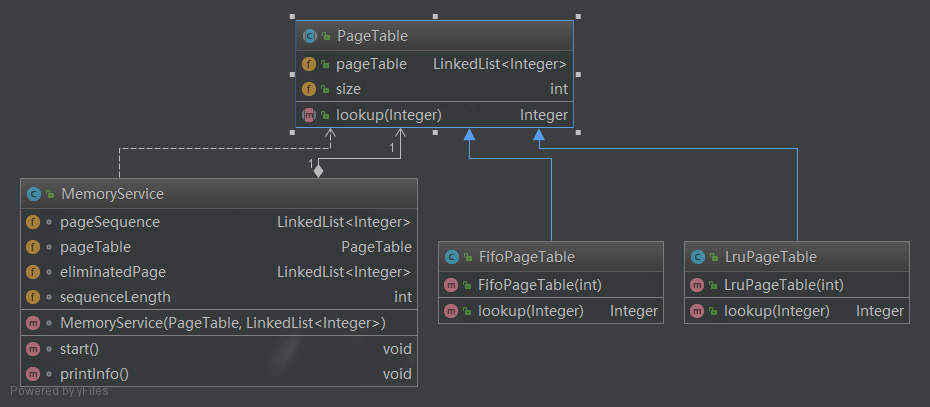 PageTable
pageTable LinkedList<Integer>
size int
lookup(Integer) Integer
1
1
MemoryService
pageSequence LinkedList<Integer>
pageTable PageTable
eliminatedPage LinkedList<Integer>
sequenceLength int
MemoryService(PageTable, LinkedList<Integer>)
start() void
printInfo() void
FifoPageTable
FifoPageTable(int)
lookup(Integer) Integer
LruPageTable
LruPageTable(int)
lookup(Integer) Integer
Powered by yFiles